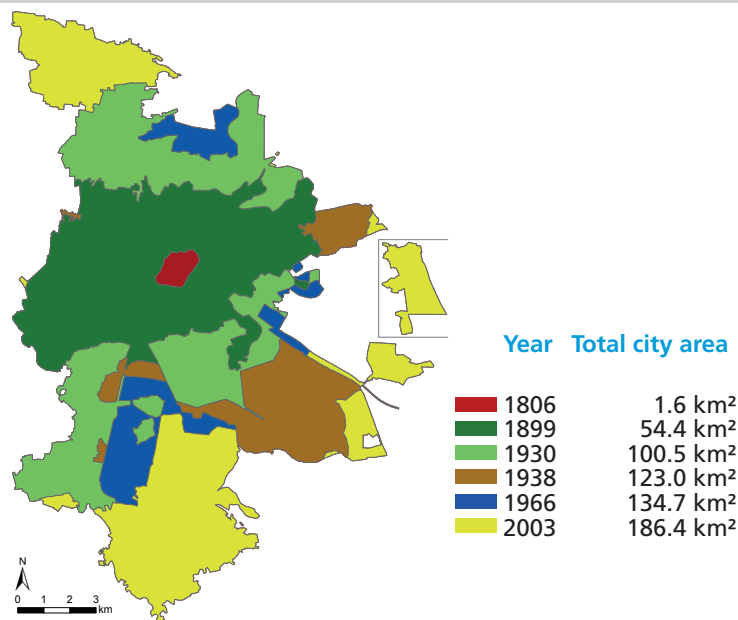 Year Total city area
1806 1.6 km²
1899 54.4 km²
1930 100.5 km²
1938 123.0 km²
1966 134.7 km²
2003 186.4 km²
N
0 1 2 3
km